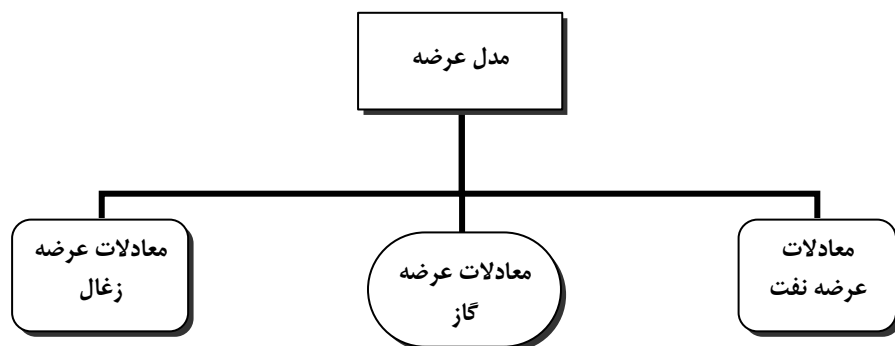 مدل عرضه
معادلات
عرضه نفت
معادلات عرضه
گاز
معادلات عرضه
زغال